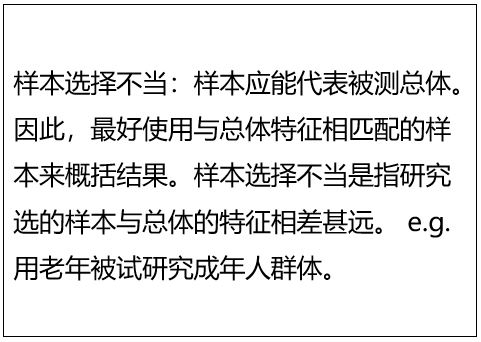 样本选择不当：样本应能代表被测总体。
因此，最好使用与总体特征相匹配的样
本来概括结果。样本选择不当是指研究
选的样本与总体的特征相差甚远。 e.g.
用老年被试研究成年人群体。